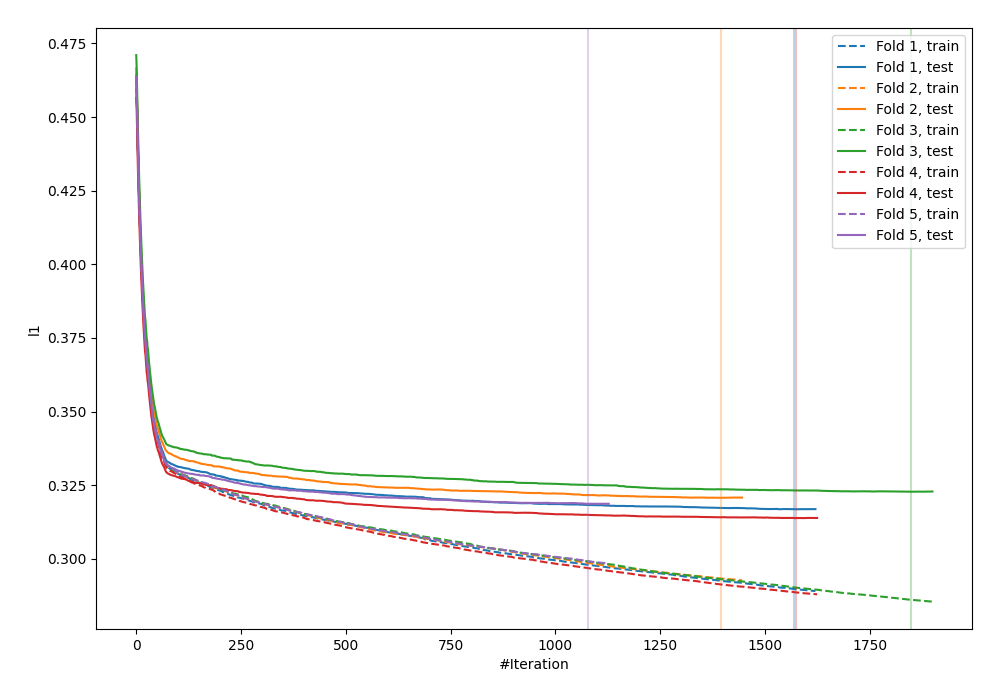 0.475
0.450
0.425
0.400
0.375
0.350
0.325
0.300
l1
0
250
500
750
1000
1250
1500
1750
#Iteration
Fold 1, train
Fold 1, test
Fold 2, train
Fold 2, test
Fold 3, train
Fold 3, test
Fold 4, train
Fold 4, test
Fold 5, train
Fold 5, test